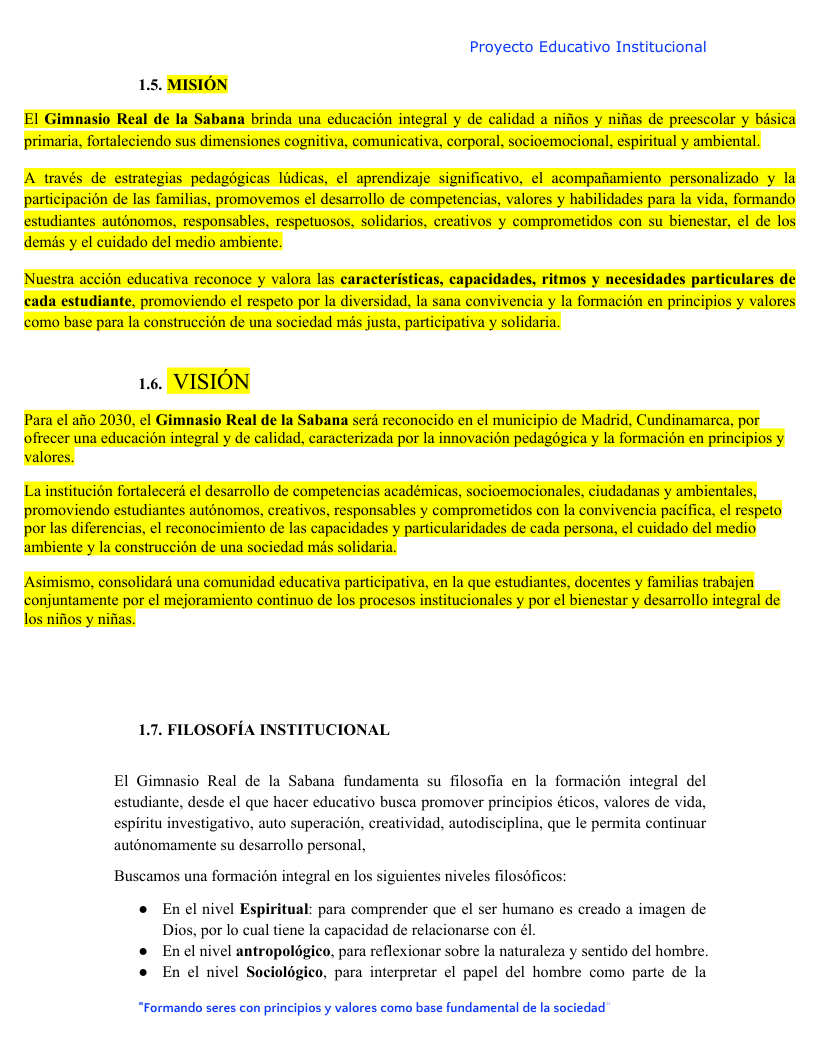 Proyecto Educativo Institucional
1.5. MISIÓN
El Gimnasio Real de la Sabana brinda una educación integral y de calidad a niños y niñas de preescolar y básica
primaria, fortaleciendo sus dimensiones cognitiva, comunicativa, corporal, socioemocional, espiritual y ambiental.
A través de estrategias pedagógicas lúdicas, el aprendizaje significativo, el acompañamiento personalizado y la
participación de las familias, promovemos el desarrollo de competencias, valores y habilidades para la vida, formando
estudiantes autónomos, responsables, respetuosos, solidarios, creativos y comprometidos con su bienestar, el de los
demás y el cuidado del medio ambiente.
Nuestra acción educativa reconoce y valora las características, capacidades, ritmos y necesidades particulares de
cada estudiante, promoviendo el respeto por la diversidad, la sana convivencia y la formación en principios y valores
como base para la construcción de una sociedad más justa, participativa y solidaria.
1.6. VISIÓN
Para el año 2030, el Gimnasio Real de la Sabana será reconocido en el municipio de Madrid, Cundinamarca, por
ofrecer una educación integral y de calidad, caracterizada por la innovación pedagógica y la formación en principios y
valores.
La institución fortalecerá el desarrollo de competencias académicas, socioemocionales, ciudadanas y ambientales,
promoviendo estudiantes autónomos, creativos, responsables y comprometidos con la convivencia pacífica, el respeto
por las diferencias, el reconocimiento de las capacidades y particularidades de cada persona, el cuidado del medio
ambiente y la construcción de una sociedad más solidaria.
Asimismo, consolidará una comunidad educativa participativa, en la que estudiantes, docentes y familias trabajen
conjuntamente por el mejoramiento continuo de los procesos institucionales y por el bienestar y desarrollo integral de
los niños y niñas.
1.7. FILOSOFÍA INSTITUCIONAL
El Gimnasio Real de la Sabana fundamenta su filosofía en la formación integral del
estudiante, desde el que hacer educativo busca promover principios éticos, valores de vida,
espíritu investigativo, auto superación, creatividad, autodisciplina, que le permita continuar
autónomamente su desarrollo personal,
Buscamos una formación integral en los siguientes niveles filosóficos:
● En el nivel Espiritual: para comprender que el ser humano es creado a imagen de
Dios, por lo cual tiene la capacidad de relacionarse con él.
● En el nivel antropológico, para reflexionar sobre la naturaleza y sentido del hombre.
● En el nivel Sociológico, para interpretar el papel del hombre como parte de la
"Formando seres con principios y valores como base fundamental de la sociedad"